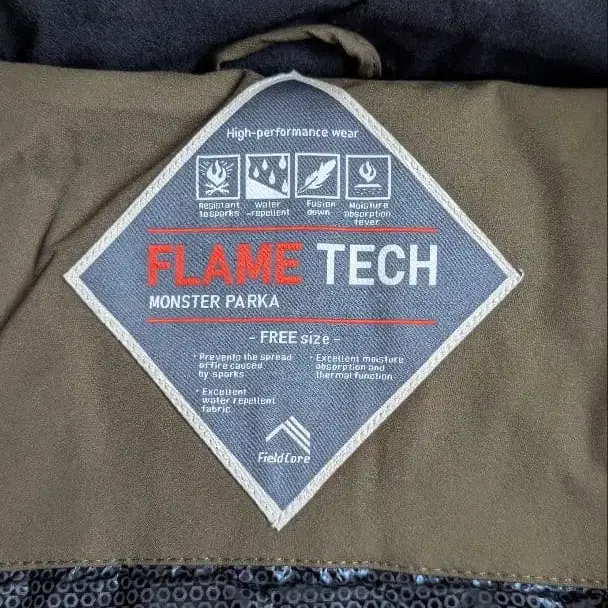 High-performance wear
Resistant Water Fusion Moisture
to sparks -repellent down absorption
fever
FLAME TECH
MONSTER PARKA
- FREE size -
· Prevents the spread
of fire caused
by sparks
· Excellent
water repellent
fabric
· Excellent moisture
absorption and
thermal function
FieldCore